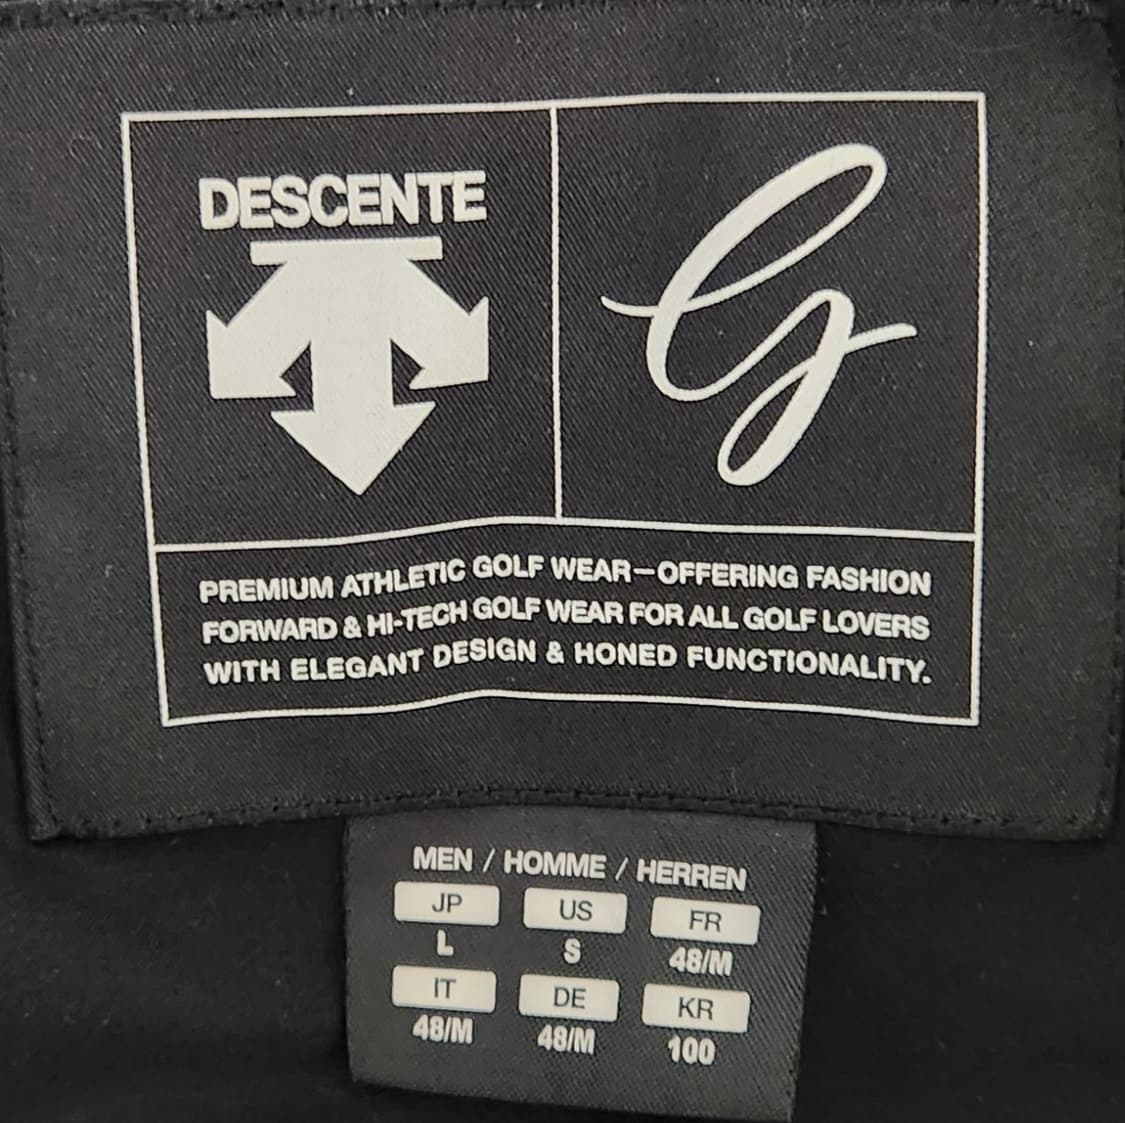 DESCENTE
G
PREMIUM ATHLETIC GOLF WEAR—OFFERING FASHION
FORWARD & HI-TECH GOLF WEAR FOR ALL GOLF LOVERS
WITH ELEGANT DESIGN & HONED FUNCTIONALITY.
MEN / HOMME / HERREN
JP US FR
L S 48/M
IT DE KR
48/M 48/M 100